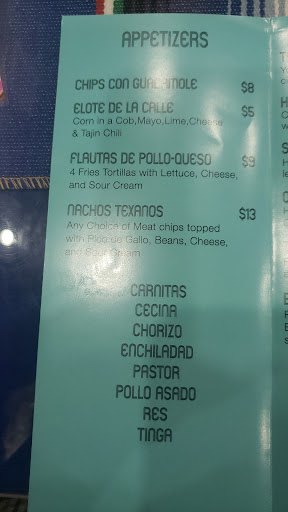 APPETIZERS
CHIPS CON GUACAMOLE $8
ELOTE DE LA CALLE $5
Corn in a Cob,Mayo,Lime,Cheese
& Tajin Chili
FLAUTAS DE POLLO-QUESO $9
4 Fries Tortillas with Lettuce, Cheese,
and Sour Cream
NACHOS TEXANOS $13
Any Choice of Meat chips topped
with Pico de Gallo, Beans, Cheese,
and Sour Cream
CARNITAS
CECINA
CHORIZO
ENCHILADAD
PASTOR
POLLO ASADO
RES
TINGA